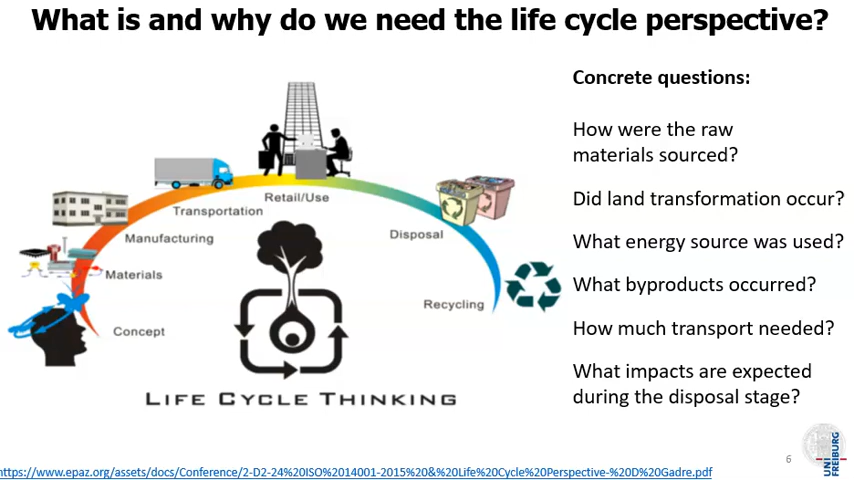 What is and why do we need the life cycle perspective?
Concrete questions:
How were the raw
materials sourced?
Did land transformation occur?
What energy source was used?
What byproducts occurred?
How much transport needed?
What impacts are expected
during the disposal stage?
Retail/Use
Transportation
Manufacturing
Materials
Concept
Disposal
Recycling
LIFE CYCLE THINKING
https://www.epaz.org/assets/docs/Conference/2-D2-24%20ISO%2014001-2015%20&%20Life%20Cycle%20Perspective-%20D%20Gadre.pdf
6
UNI
FREIBURG